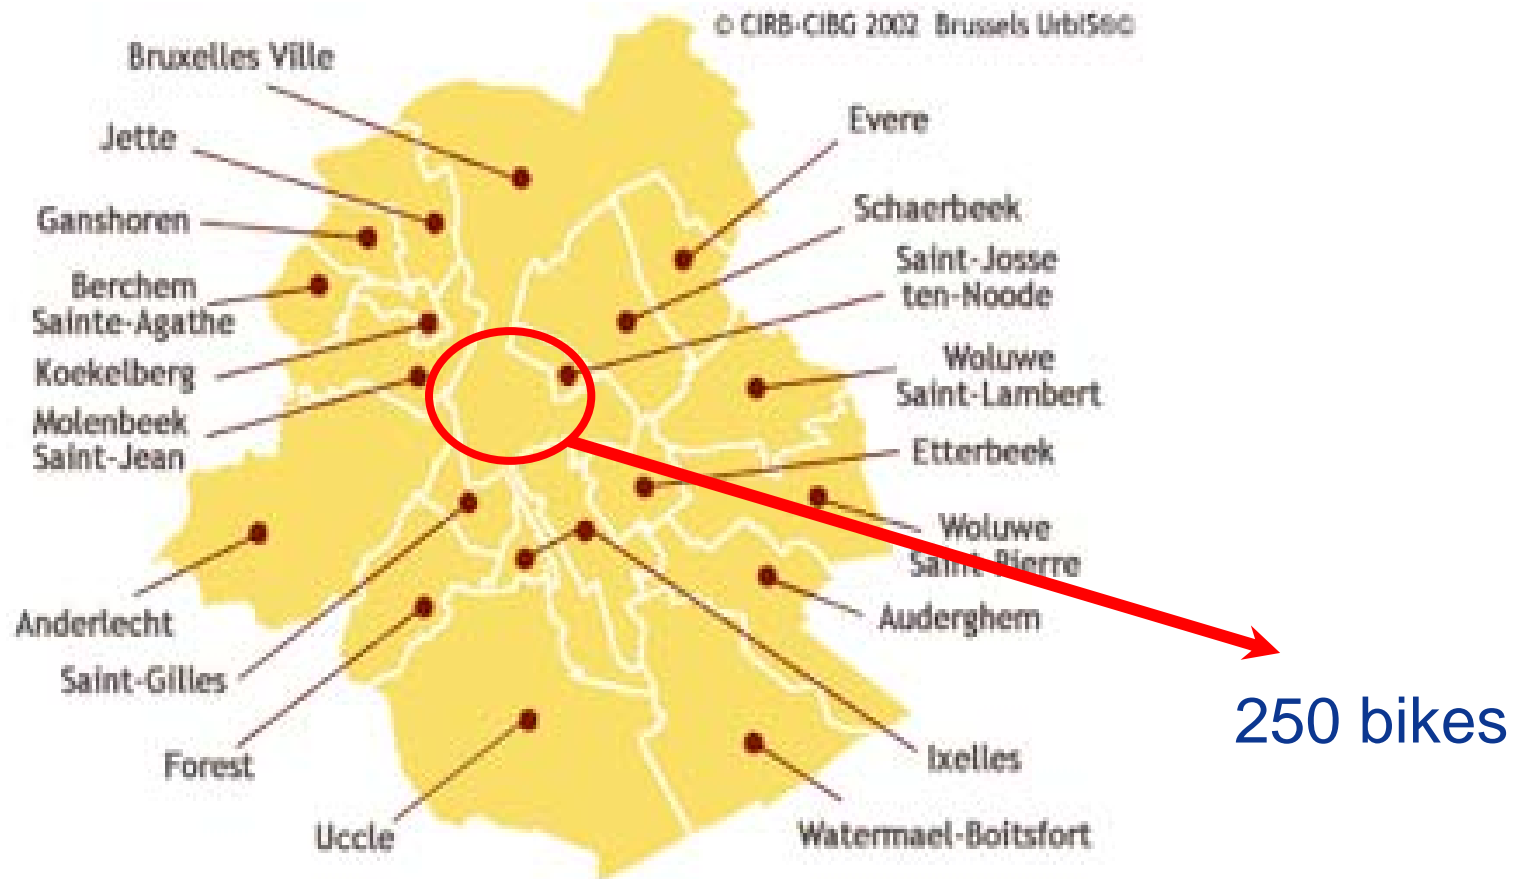 © CIRB-CIBG 2002 Brussels UrbIS®©
Bruxelles Ville
Evere
Jette
Schaerbeek
Ganshoren
Saint-Josse
ten-Noode
Berchem
Sainte-Agathe
Koekelberg
Woluwe
Saint-Lambert
Molenbeek
Saint-Jean
Etterbeek
Woluwe
Saint-Pierre
Anderlecht
Auderghem
Saint-Gilles
250 bikes
Forest
Ixelles
Uccle
Watermael-Boitsfort